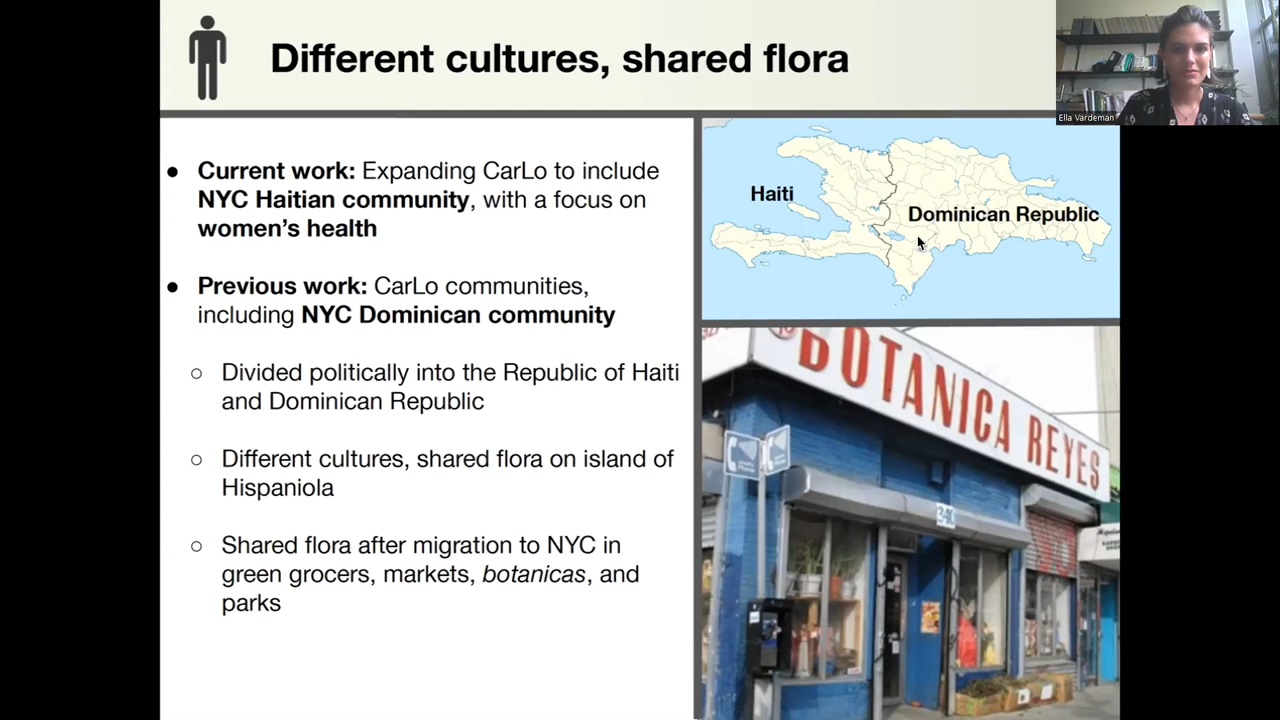 Different cultures, shared flora
Ella Vardeman
● Current work: Expanding CarLo to include
NYC Haitian community, with a focus on
women’s health
● Previous work: CarLo communities,
including NYC Dominican community
○ Divided politically into the Republic of Haiti
and Dominican Republic
○ Different cultures, shared flora on island of
Hispaniola
○ Shared flora after migration to NYC in
green grocers, markets, botanicas, and
parks
Haiti
Dominican Republic
BOTANICA REYES
340